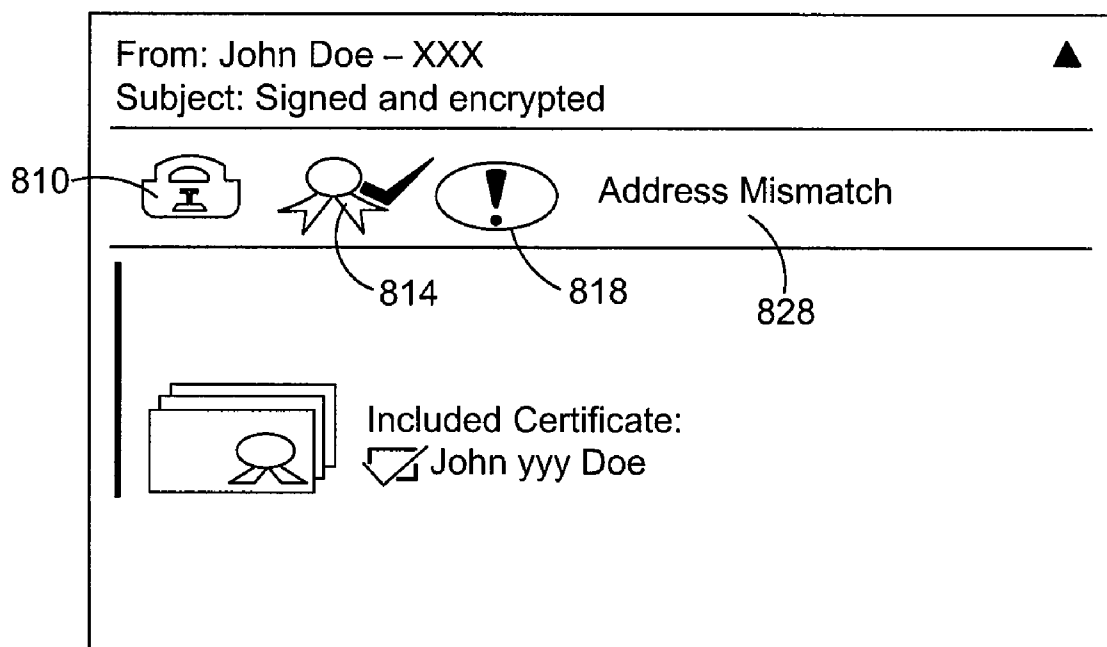 From: John Doe – XXX
Subject: Signed and encrypted
810
Address Mismatch
814
818
828
Included Certificate:
John yyy Doe